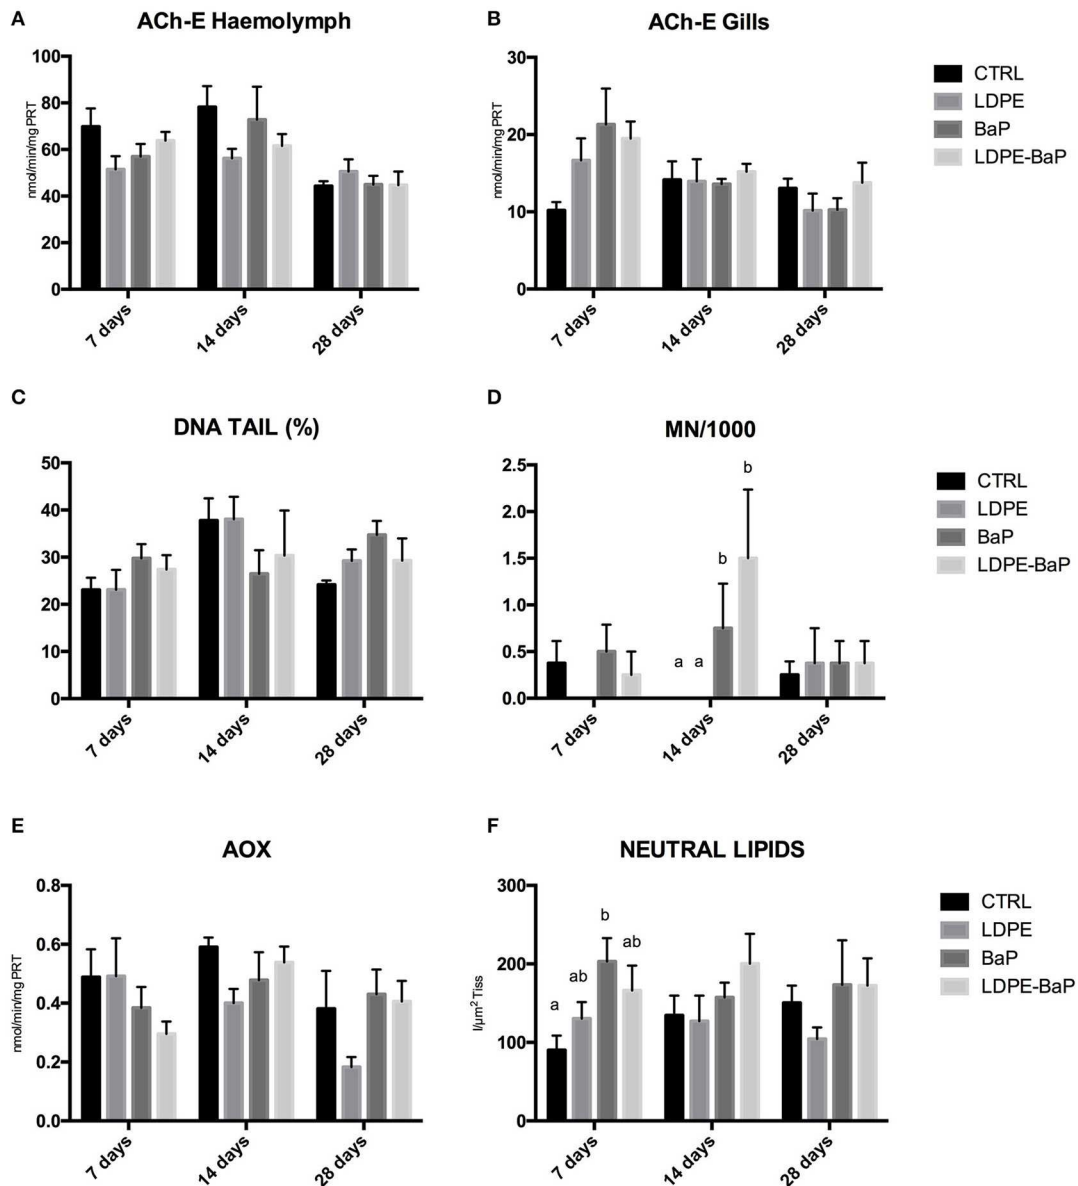 A
ACh-E Haemolymph
nmol/min/mg PRT
100
80
60
40
20
0
7 days
14 days
28 days
B
ACh-E Gills
nmol/min/mg PRT
30
20
10
0
7 days
14 days
28 days
CTRL
LDPE
BaP
LDPE-BaP
C
DNA TAIL (%)
50
40
30
20
10
0
7 days
14 days
28 days
D
MN/1000
2.5
2.0
1.5
1.0
0.5
0.0
a
a
b
b
7 days
14 days
28 days
CTRL
LDPE
BaP
LDPE-BaP
E
AOX
nmol/min/mg PRT
0.8
0.6
0.4
0.2
0.0
7 days
14 days
28 days
F
NEUTRAL LIPIDS
I/µm² Tiss
300
200
100
0
a
ab
b
ab
7 days
14 days
28 days
CTRL
LDPE
BaP
LDPE-BaP